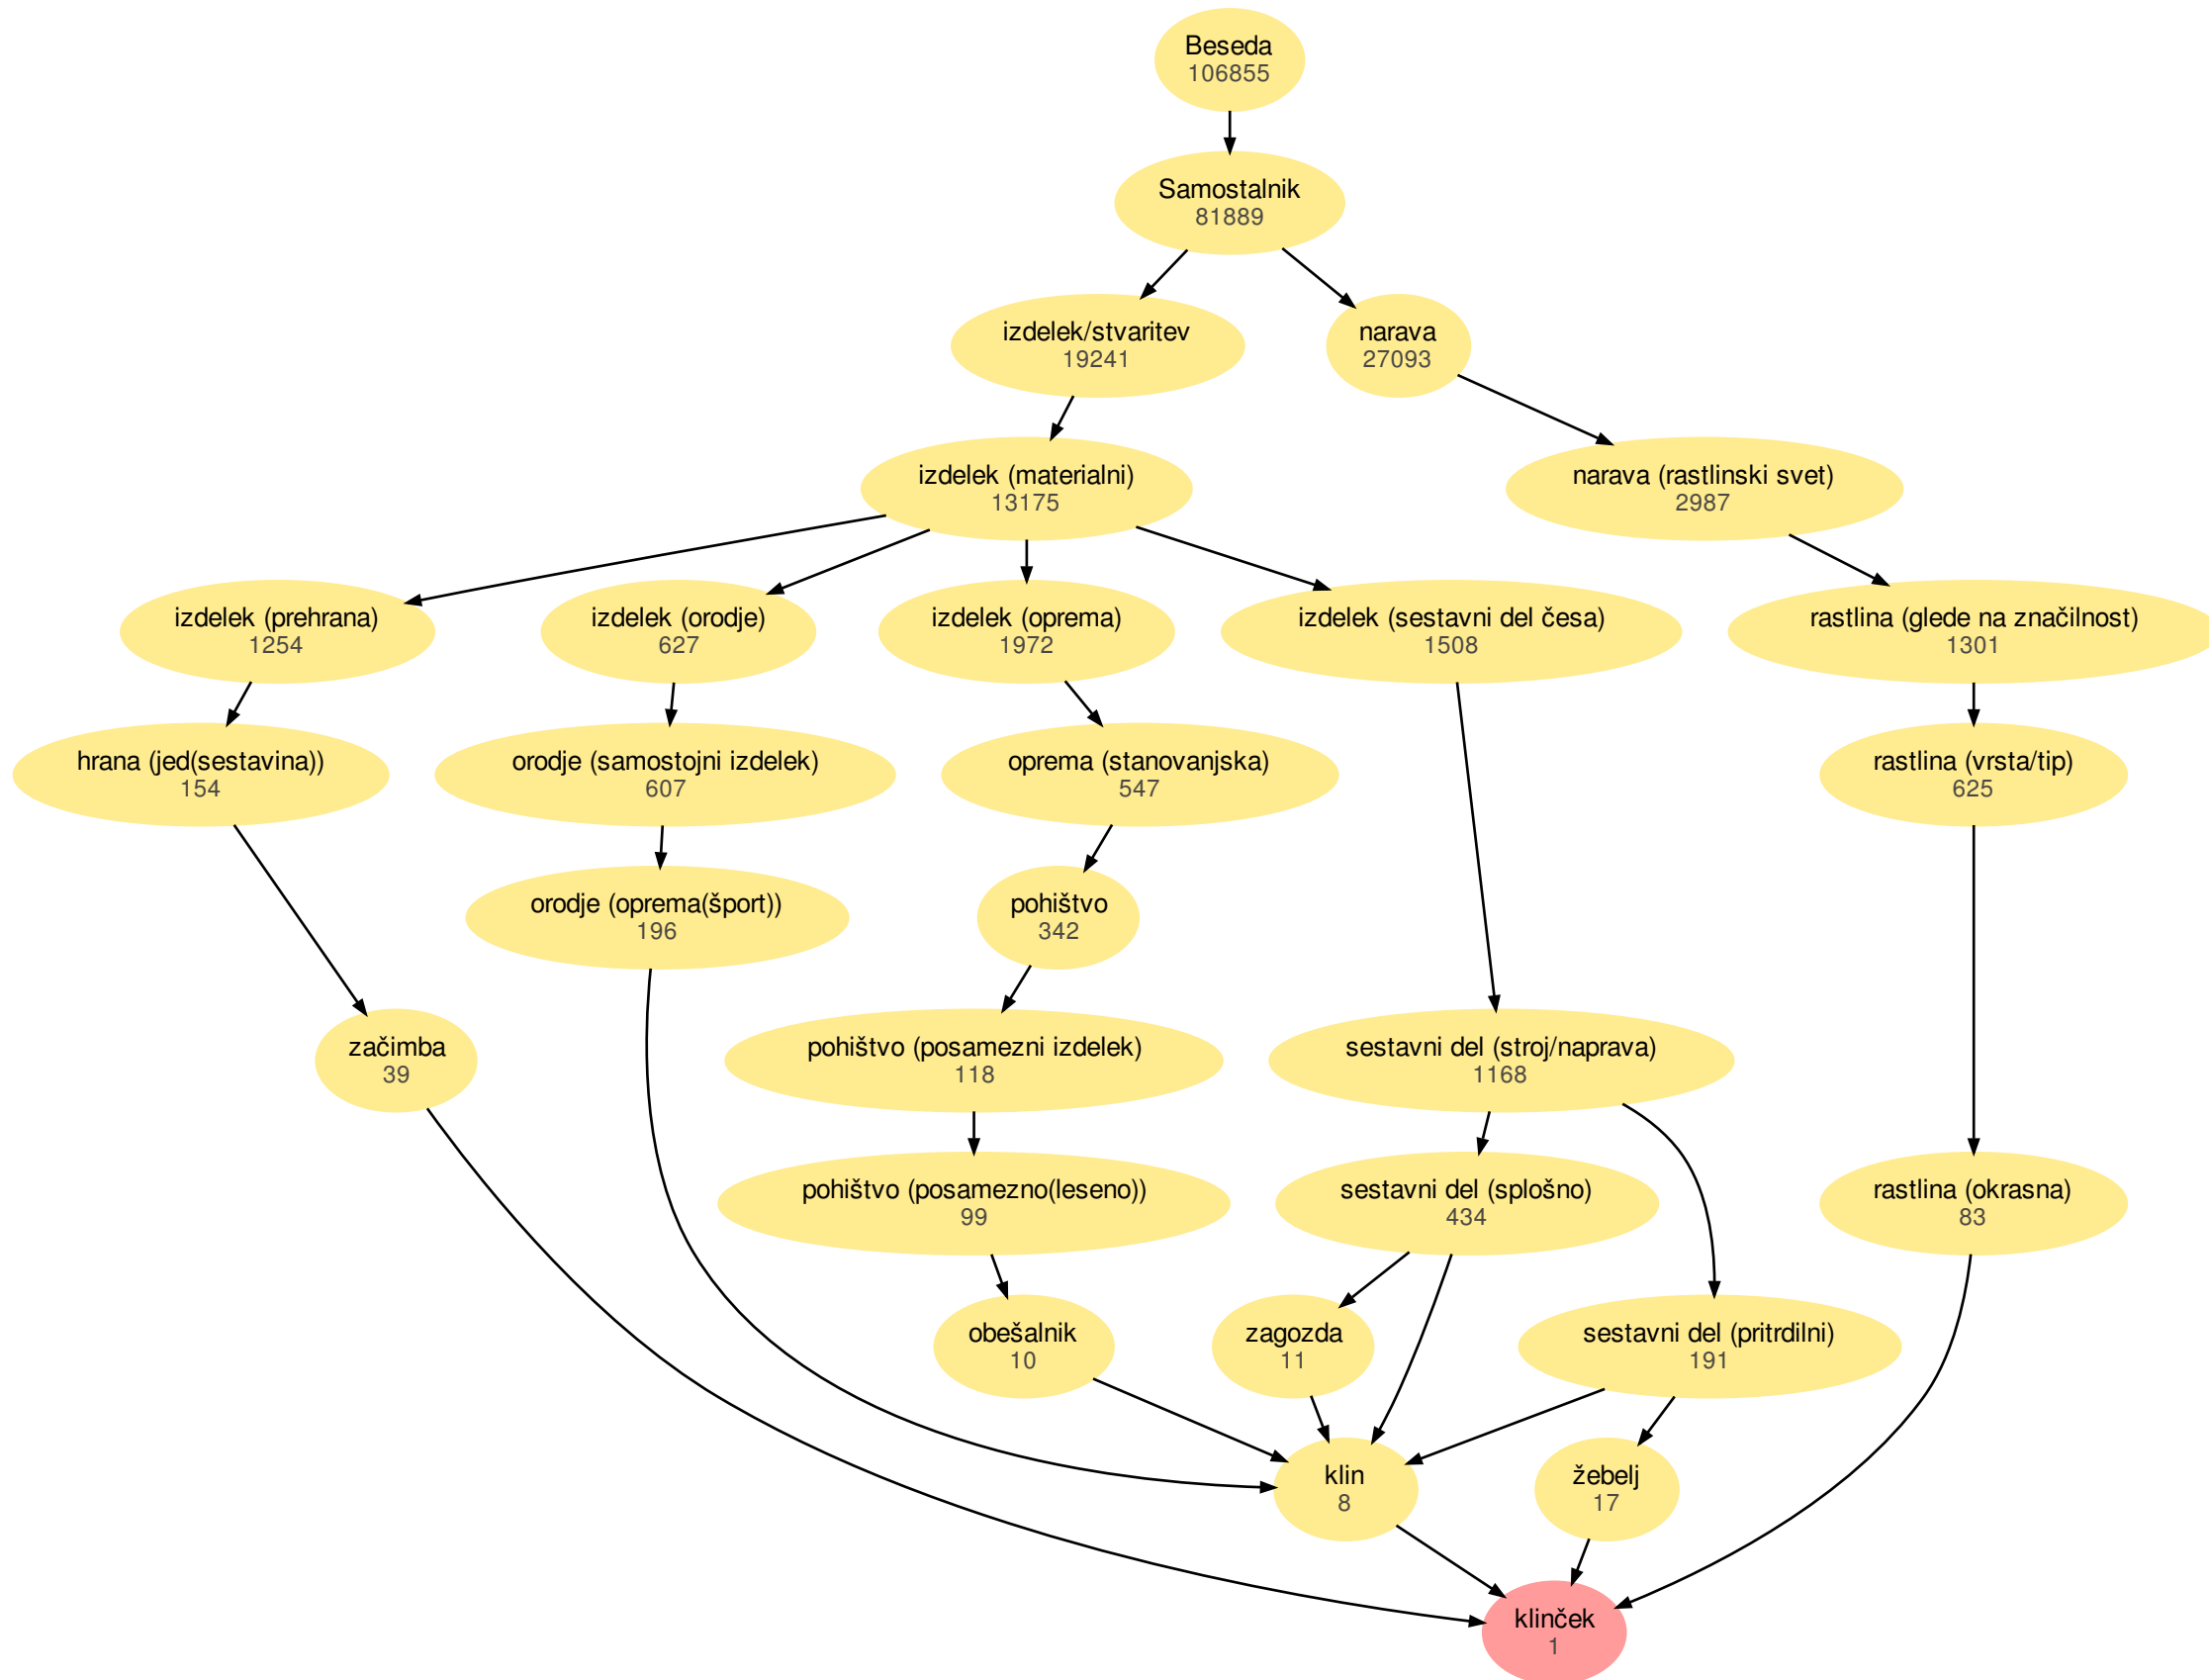 Beseda
106855
Samostalnik
81889
izdelek/stvaritev
19241
narava
27093
izdelek (materialni)
13175
narava (rastlinski svet)
2987
izdelek (prehrana)
1254
izdelek (orodje)
627
izdelek (oprema)
1972
izdelek (sestavni del česa)
1508
rastlina (glede na značilnost)
1301
hrana (jed(sestavina))
154
orodje (samostojni izdelek)
607
oprema (stanovanjska)
547
rastlina (vrsta/tip)
625
orodje (oprema(šport))
196
pohištvo
342
začimba
39
pohištvo (posamezni izdelek)
118
sestavni del (stroj/naprava)
1168
pohištvo (posamezno(leseno))
99
sestavni del (splošno)
434
rastlina (okrasna)
83
obešalnik
10
zagozda
11
sestavni del (pritrdilni)
191
klin
8
žebelj
17
klinček
1